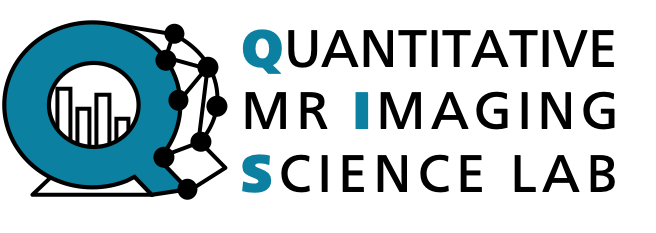 QUANTITATIVE
MR IMAGING
SCIENCE LAB